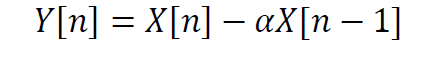 Y[n] = X[n] − αX[n − 1]